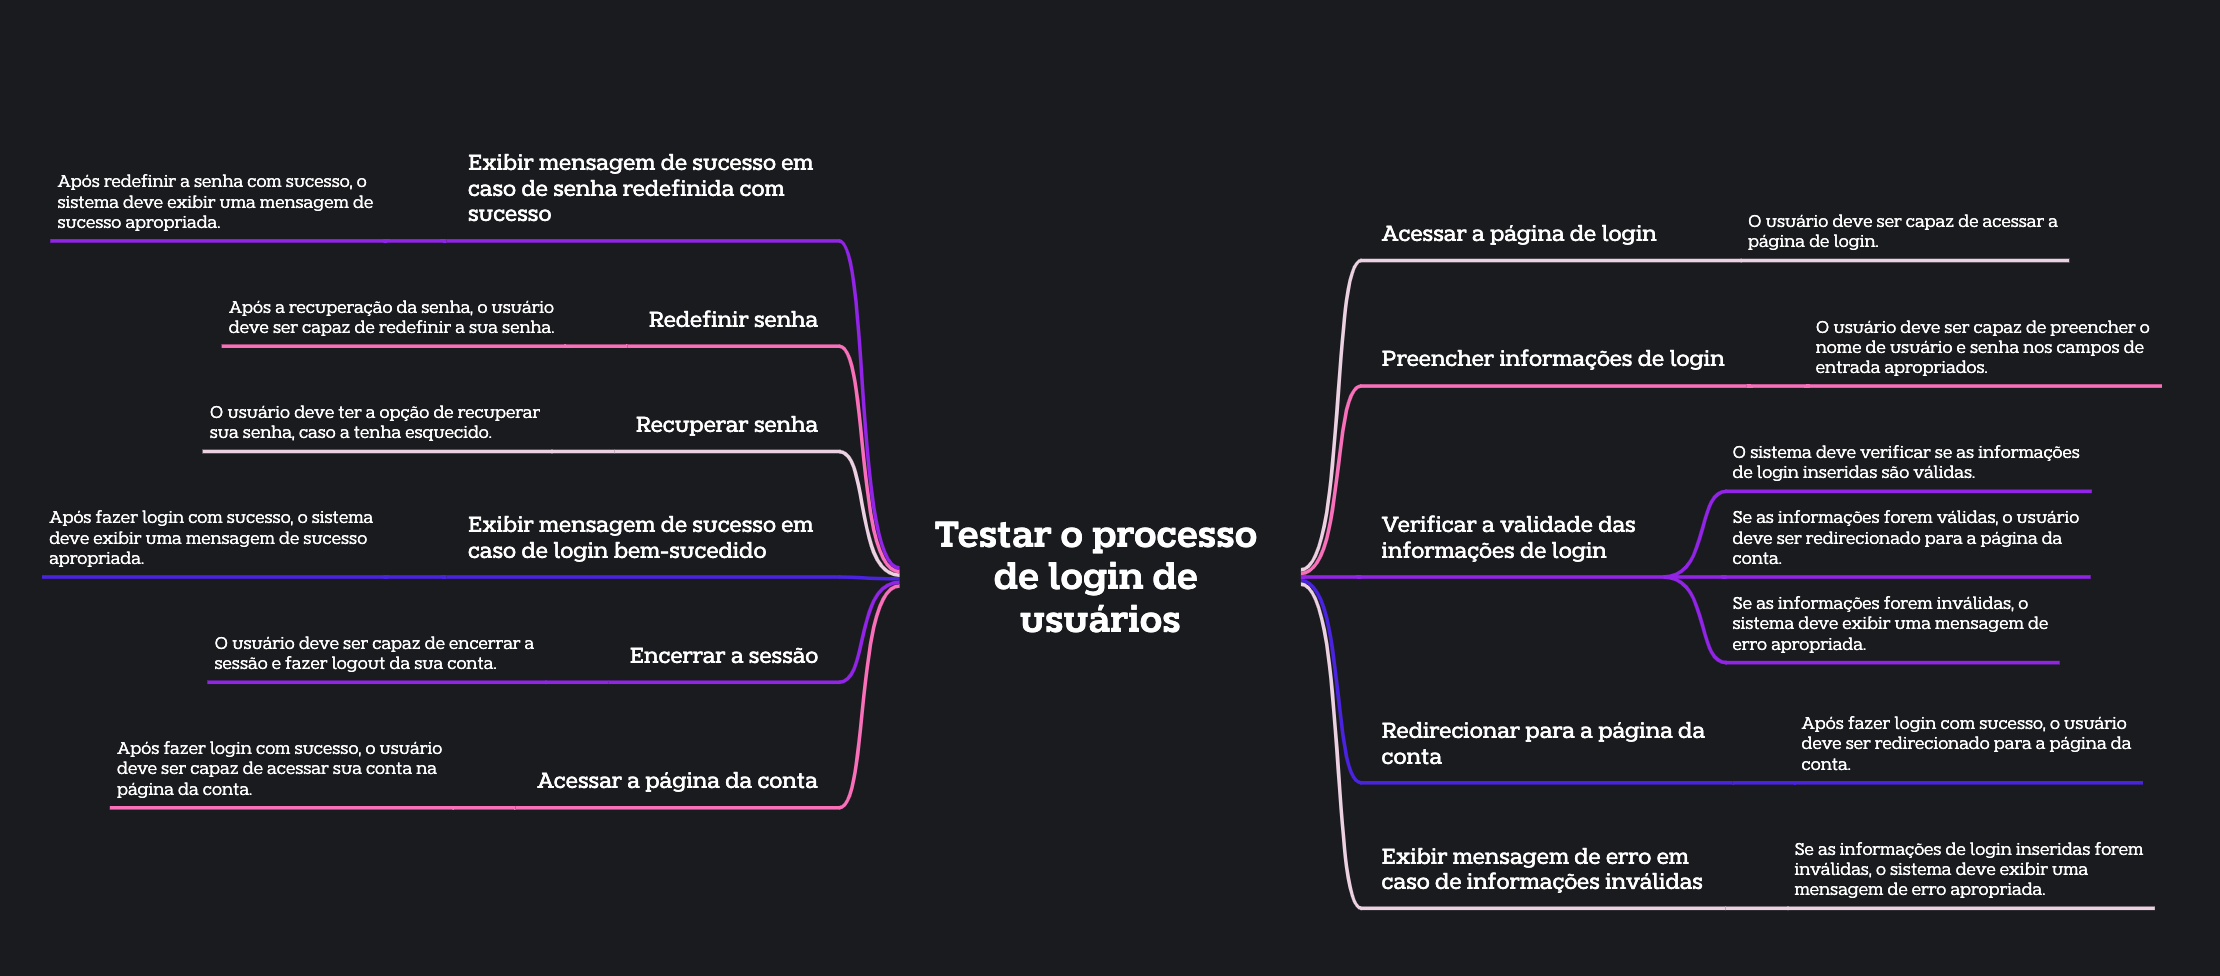 Testar o processo
de login de
usuários
Acessar a página de login
O usuário deve ser capaz de acessar a
página de login.
Preencher informações de login
O usuário deve ser capaz de preencher o
nome de usuário e senha nos campos de
entrada apropriados.
Verificar a validade das
informações de login
O sistema deve verificar se as informações
de login inseridas são válidas.
Se as informações forem válidas, o usuário
deve ser redirecionado para a página da
conta.
Se as informações forem inválidas, o
sistema deve exibir uma mensagem de
erro apropriada.
Redirecionar para a página da
conta
Após fazer login com sucesso, o usuário
deve ser redirecionado para a página da
conta.
Exibir mensagem de erro em
caso de informações inválidas
Se as informações de login inseridas forem
inválidas, o sistema deve exibir uma
mensagem de erro apropriada.
Exibir mensagem de sucesso em
caso de senha redefinida com
sucesso
Após redefinir a senha com sucesso, o
sistema deve exibir uma mensagem de
sucesso apropriada.
Redefinir senha
Após a recuperação da senha, o usuário
deve ser capaz de redefinir a sua senha.
Recuperar senha
O usuário deve ter a opção de recuperar
sua senha, caso a tenha esquecido.
Exibir mensagem de sucesso em
caso de login bem-sucedido
Após fazer login com sucesso, o sistema
deve exibir uma mensagem de sucesso
apropriada.
Encerrar a sessão
O usuário deve ser capaz de encerrar a
sessão e fazer logout da sua conta.
Acessar a página da conta
Após fazer login com sucesso, o usuário
deve ser capaz de acessar sua conta na
página da conta.